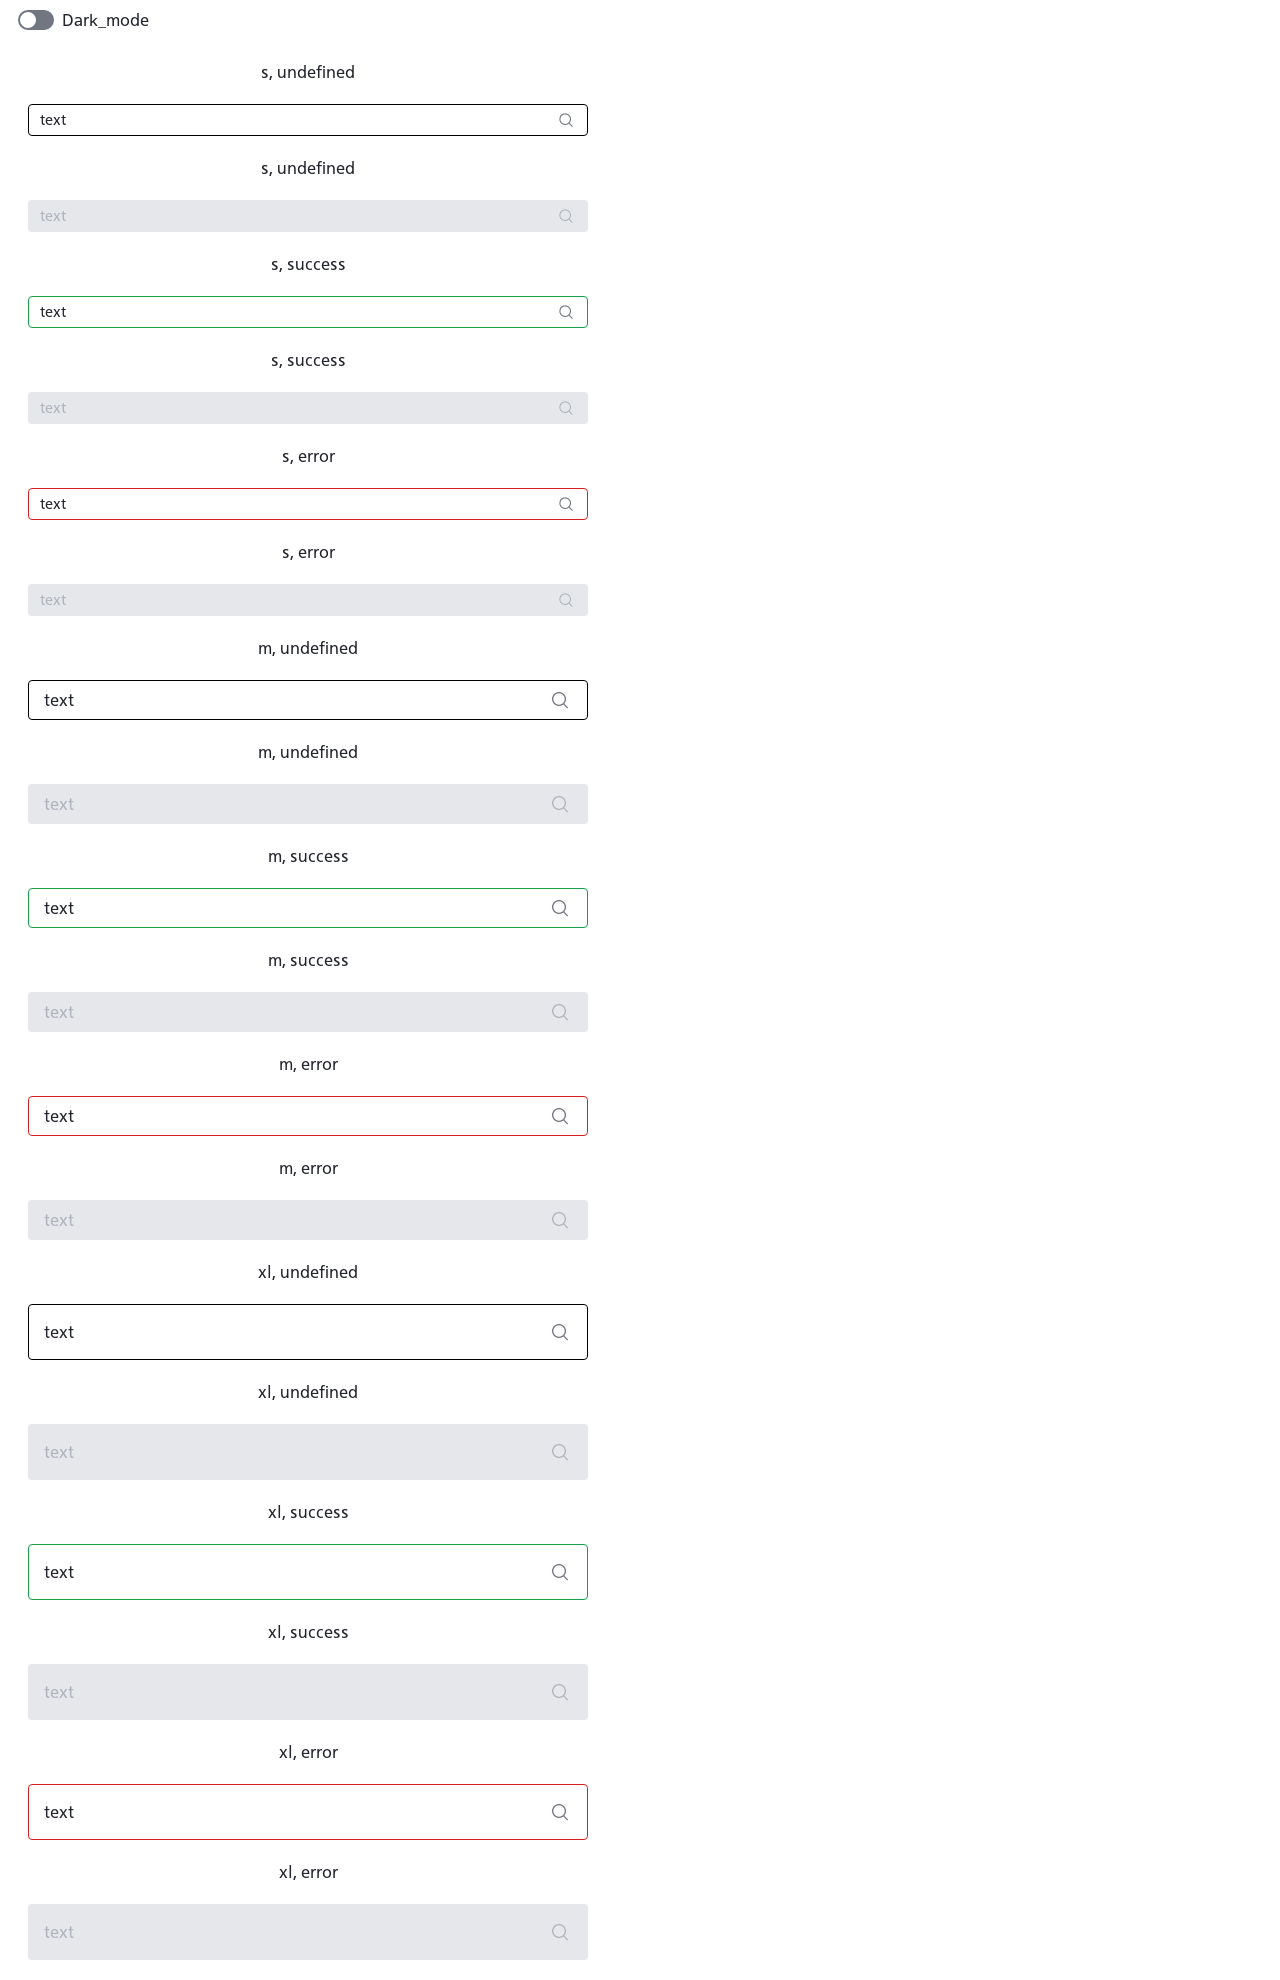 Dark_mode
s, undefined
text
s, undefined
text
s, success
text
s, success
text
s, error
text
s, error
text
m, undefined
text
m, undefined
text
m, success
text
m, success
text
m, error
text
m, error
text
xl, undefined
text
xl, undefined
text
xl, success
text
xl, success
text
xl, error
text
xl, error
text